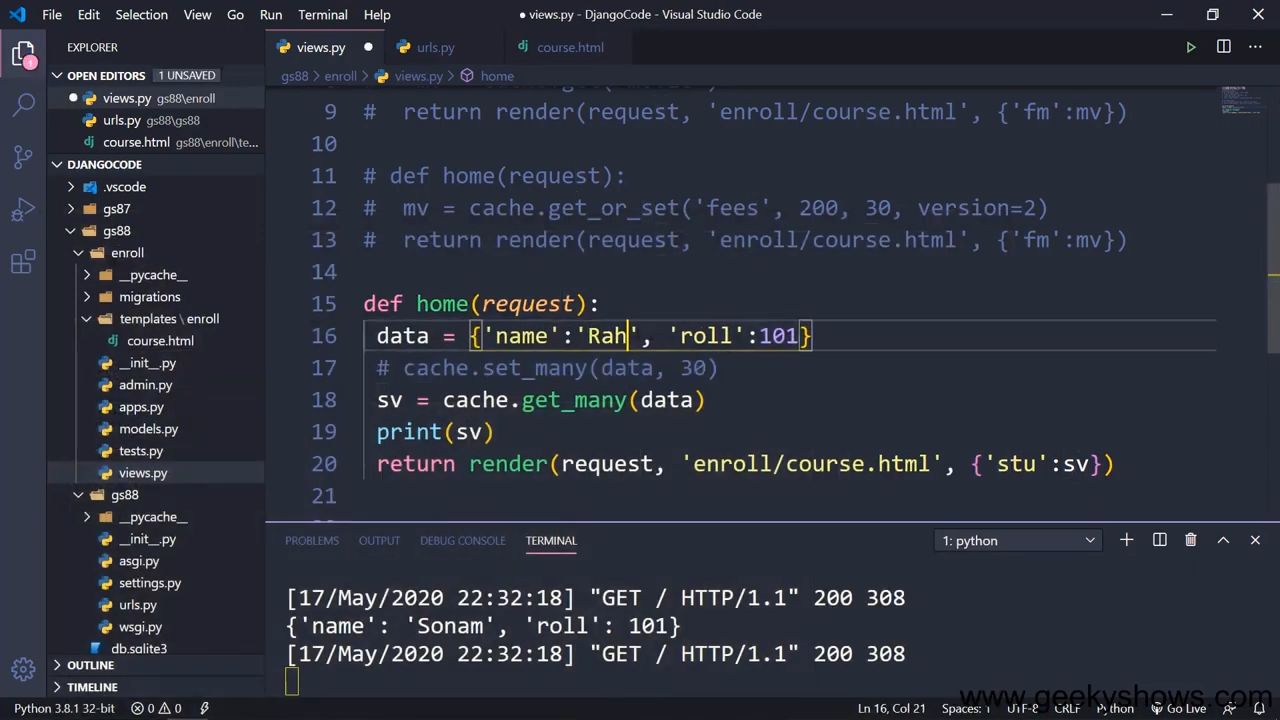 File Edit Selection View Go Run Terminal Help
● views.py - DjangoCode - Visual Studio Code
EXPLORER
OPEN EDITORS 1 UNSAVED
views.py gs88\enroll
urls.py gs88\gs88
course.html gs88\enroll\te...
DJANGOCODE
.vscode
gs87
gs88
enroll
__pycache__
migrations
templates \ enroll
course.html
__init__.py
admin.py
apps.py
models.py
tests.py
views.py
gs88
__pycache__
__init__.py
asgi.py
settings.py
urls.py
wsgi.py
db.sqlite3
OUTLINE
TIMELINE
views.py urls.py course.html
gs88 > enroll > views.py > home
9 # return render(request, 'enroll/course.html', {'fm':mv})
10
11 # def home(request):
12 # mv = cache.get_or_set('fees', 200, 30, version=2)
13 # return render(request, 'enroll/course.html', {'fm':mv})
14
15 def home(request):
16 data = {'name':'Rah', 'roll':101}
17 # cache.set_many(data, 30)
18 sv = cache.get_many(data)
19 print(sv)
20 return render(request, 'enroll/course.html', {'stu':sv})
21
PROBLEMS OUTPUT DEBUG CONSOLE TERMINAL 1: python
[17/May/2020 22:32:18] "GET / HTTP/1.1" 200 308
{'name': 'Sonam', 'roll': 101}
[17/May/2020 22:32:18] "GET / HTTP/1.1" 200 308
www.geekyshows.com
Python 3.8.1 32-bit 0 0 Ln 16, Col 21 Spaces: 1 UTF-8 CRLF Python Go Live